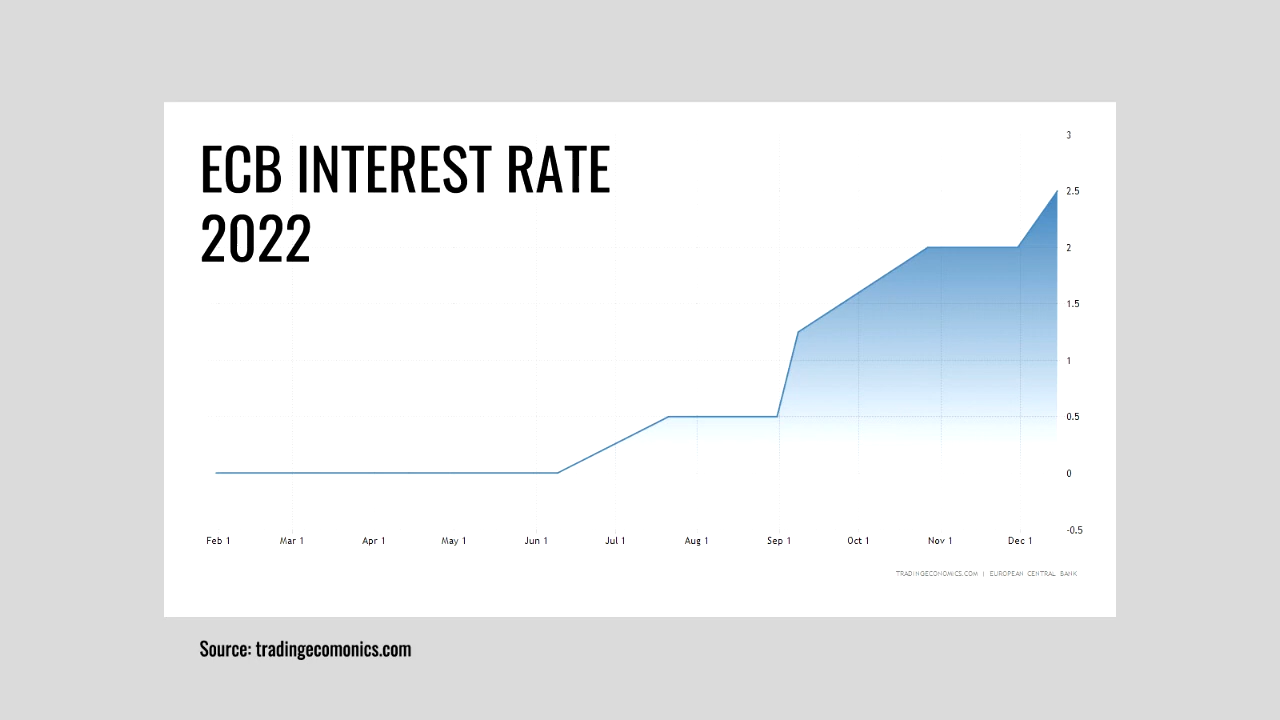 ECB INTEREST RATE
2022
3
2.5
2
1.5
1
0.5
0
-0.5
Feb 1 Mar 1 Apr 1 May 1 Jun 1 Jul 1 Aug 1 Sep 1 Oct 1 Nov 1 Dec 1
TRADINGECONOMICS.COM | EUROPEAN CENTRAL BANK
Source: tradingecomonics.com